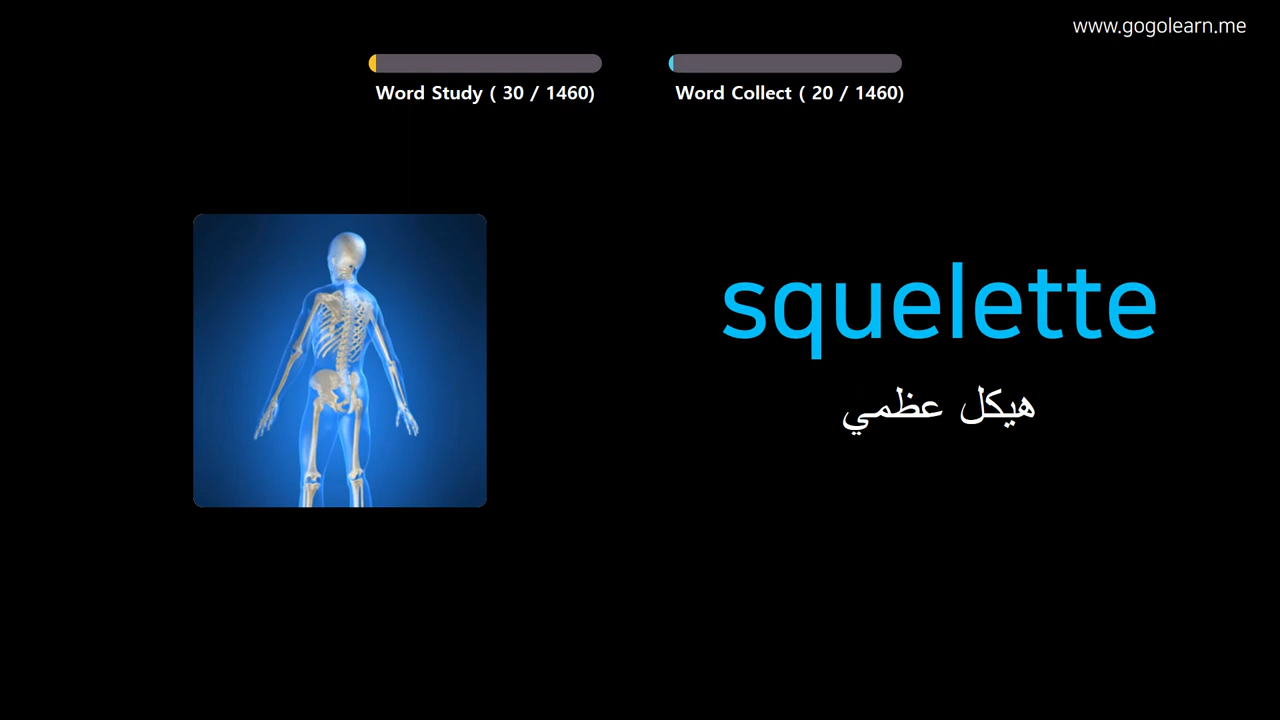 www.gogolearn.me
Word Study ( 30 / 1460)
Word Collect ( 20 / 1460)
squelette
هيكل عظمي